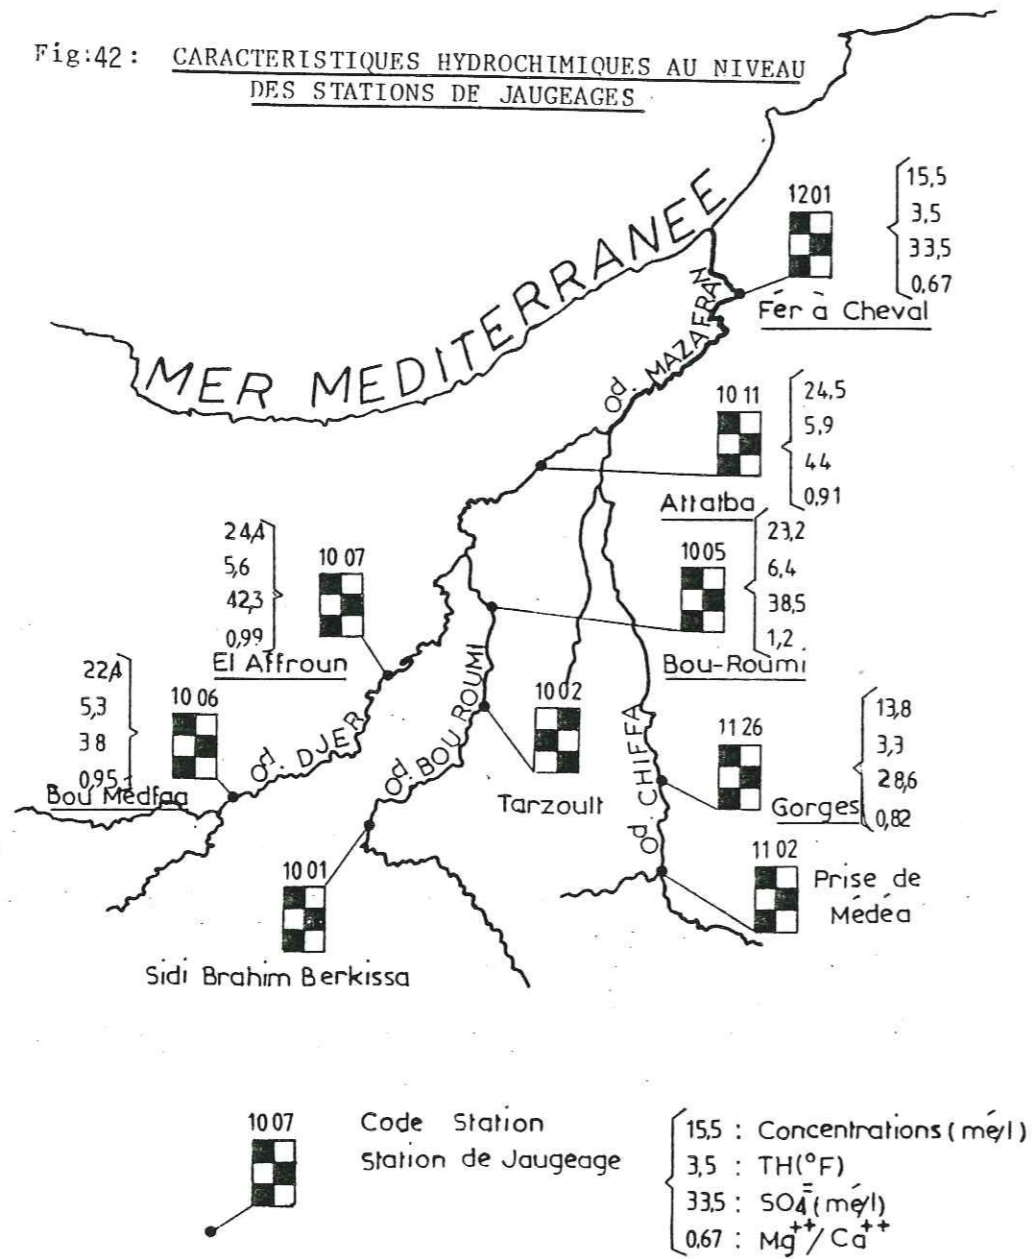 Fig:42: CARACTERISTIQUES HYDROCHIMIQUES AU NIVEAU
DES STATIONS DE JAUGEAGES
MER MEDITERRANEE
1201
Fér à Cheval
15,5
3,5
33,5
0,67
Od. MAZAFRAN
10 11
Attatba
24,5
5,9
44
0,91
24,4
5,6
42,3
0,99
10 07
El Affroun
1005
Bou-Roumi
23,2
6,4
38,5
1,2
22,4
5,3
38
0,95
10 06
Bou Medfaa
Od. DJER
Od. BOU ROUMI
10 02
Tarzoult
Od. CHIFFA
11 26
Gorges
13,8
3,3
28,6
0,82
11 02
Prise de
Médéa
10 01
Sidi Brahim Berkissa
10 07
Code Station
Station de Jaugeage
15,5 : Concentrations (mé/l)
3,5 : TH(°F)
33,5 : SO4= (mé/l)
0,67 : Mg++/Ca++